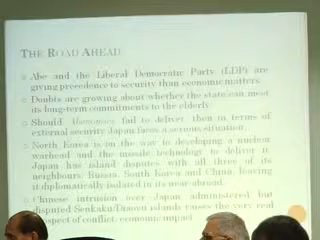 THE ROAD AHEAD
Abe and the Liberal Democratic Party (LDP) are
giving precedence to security than economic matters.
Doubts are growing about whether the state can meet
its long-term commitments to the elderly
Should fail to deliver then in terms of
external security Japan faces a serious situation.
North Korea is on the way to developing a nuclear
warhead and the missile technology to deliver it.
Japan has island disputes with all three of its
neighbours: Russia, South Korea and China, leaving
it diplomatically isolated in its near-abroad.
Chinese intrusion over Japan administered but
disputed Senkaku/Diaoyu islands raises the very real
prospect of conflict: economic impact